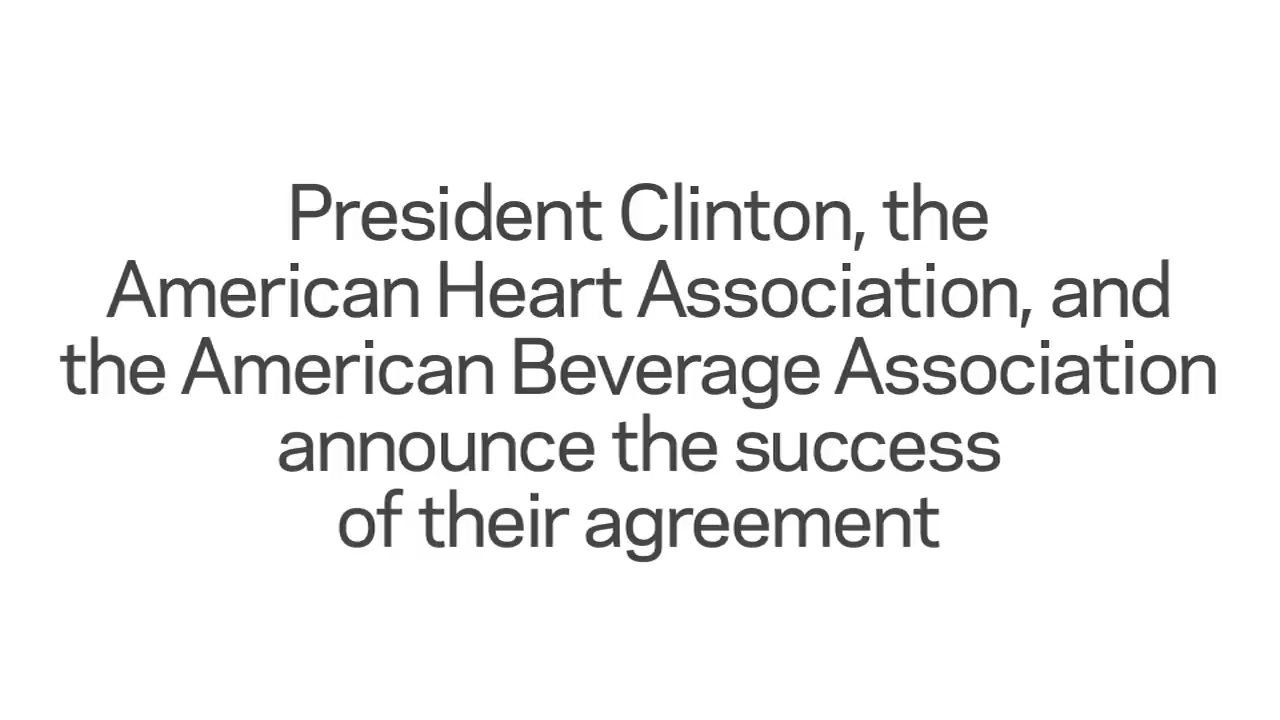 President Clinton, the
American Heart Association, and
the American Beverage Association
announce the success
of their agreement